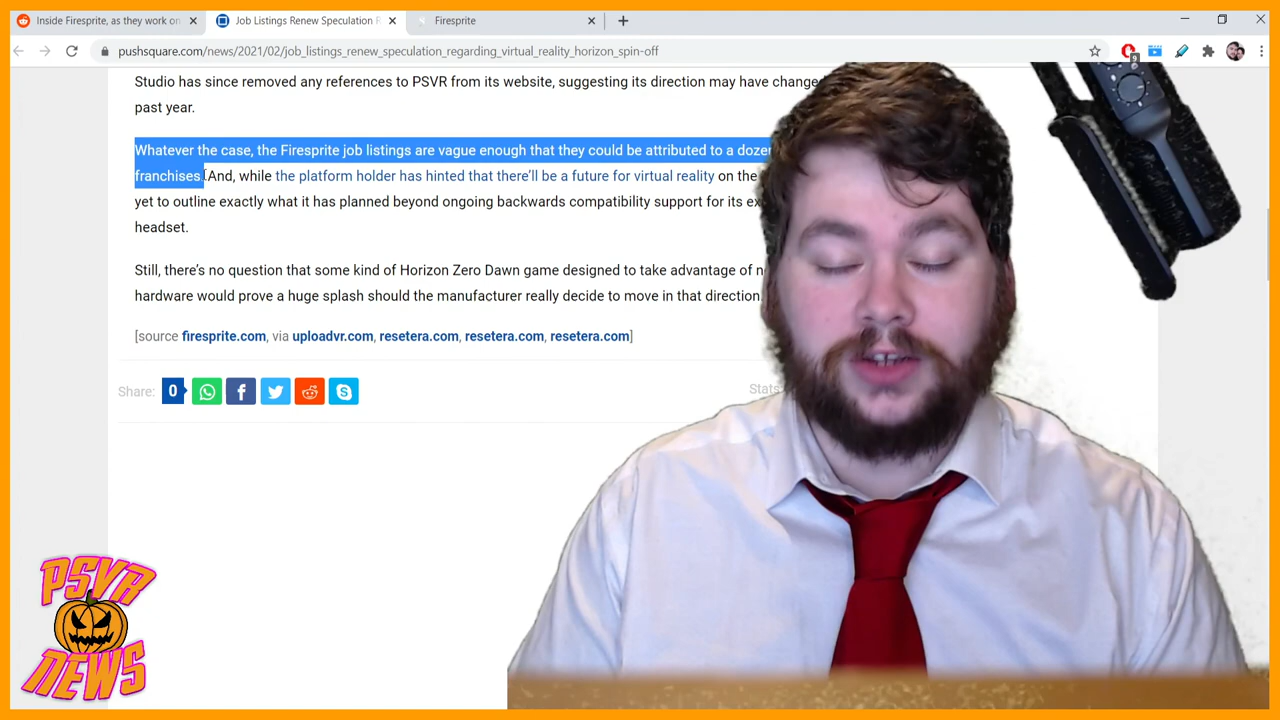 Inside Firesprite, as they work on
Job Listings Renew Speculation R
Firesprite
pushsquare.com/news/2021/02/job_listings_renew_speculation_regarding_virtual_reality_horizon_spin-off
9
Studio has since removed any references to PSVR from its website, suggesting its direction may have changed
past year.
Whatever the case, the Firesprite job listings are vague enough that they could be attributed to a dozen
franchises. And, while the platform holder has hinted that there'll be a future for virtual reality on the
yet to outline exactly what it has planned beyond ongoing backwards compatibility support for its
headset.
Still, there's no question that some kind of Horizon Zero Dawn game designed to take advantage of
hardware would prove a huge splash should the manufacturer really decide to move in that direction.
[source firesprite.com, via uploadvr.com, resetera.com, resetera.com, resetera.com]
Share: 0
Stats
PSVR
NEWS